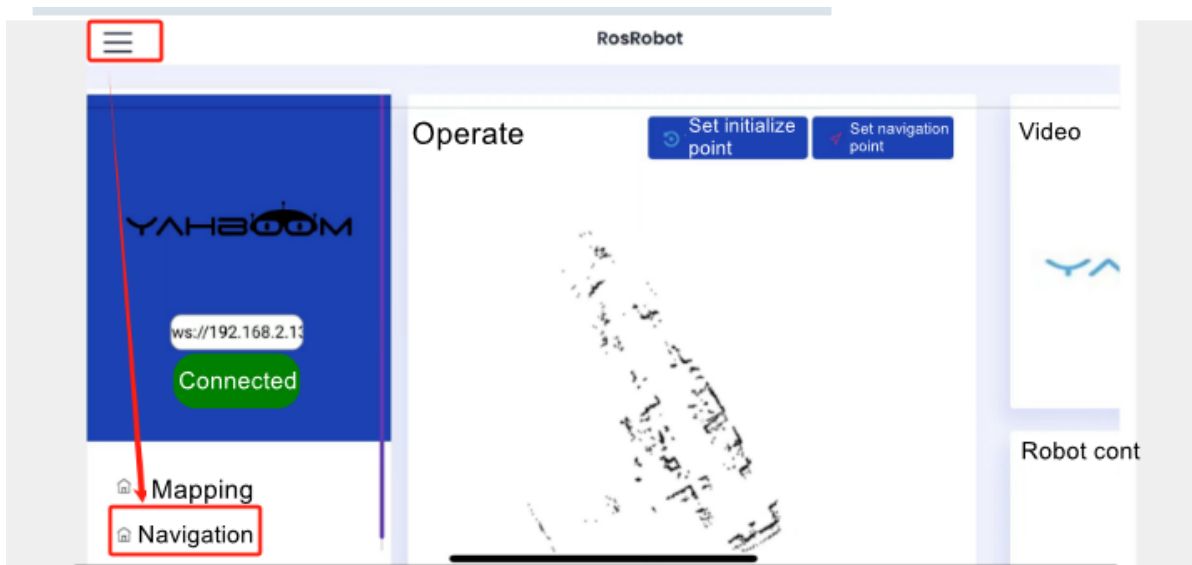 RosRobot
YAHBOOM
ws://192.168.2.13
Connected
Mapping
Navigation
Operate
Set initialize
point
Set navigation
point
Video
Robot cont